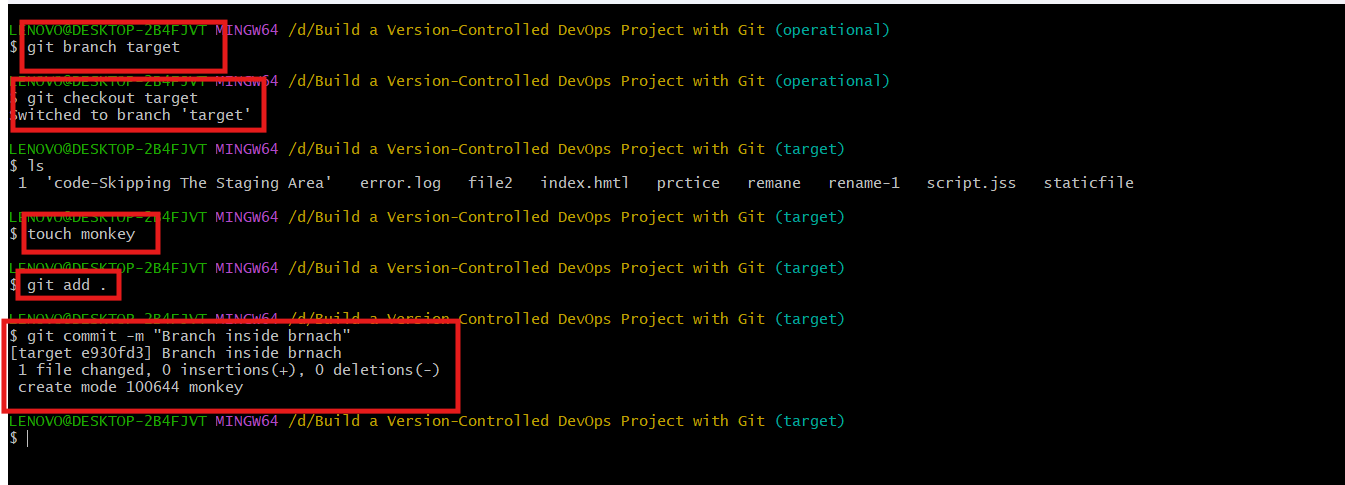 LENOVO@DESKTOP-2B4FJVT MINGW64 /d/Build a Version-Controlled DevOps Project with Git (operational)
$ git branch target
LENOVO@DESKTOP-2B4FJVT MINGW64 /d/Build a Version-Controlled DevOps Project with Git (operational)
$ git checkout target
Switched to branch 'target'
LENOVO@DESKTOP-2B4FJVT MINGW64 /d/Build a Version-Controlled DevOps Project with Git (target)
$ ls
1 'code-Skipping The Staging Area' error.log file2 index.hmtl prctice remane rename-1 script.jss staticfile
LENOVO@DESKTOP-2B4FJVT MINGW64 /d/Build a Version-Controlled DevOps Project with Git (target)
$ touch monkey
LENOVO@DESKTOP-2B4FJVT MINGW64 /d/Build a Version-Controlled DevOps Project with Git (target)
$ git add .
LENOVO@DESKTOP-2B4FJVT MINGW64 /d/Build a Version-Controlled DevOps Project with Git (target)
$ git commit -m "Branch inside brnach"
[target e930fd3] Branch inside brnach
1 file changed, 0 insertions(+), 0 deletions(-)
create mode 100644 monkey
LENOVO@DESKTOP-2B4FJVT MINGW64 /d/Build a Version-Controlled DevOps Project with Git (target)
$